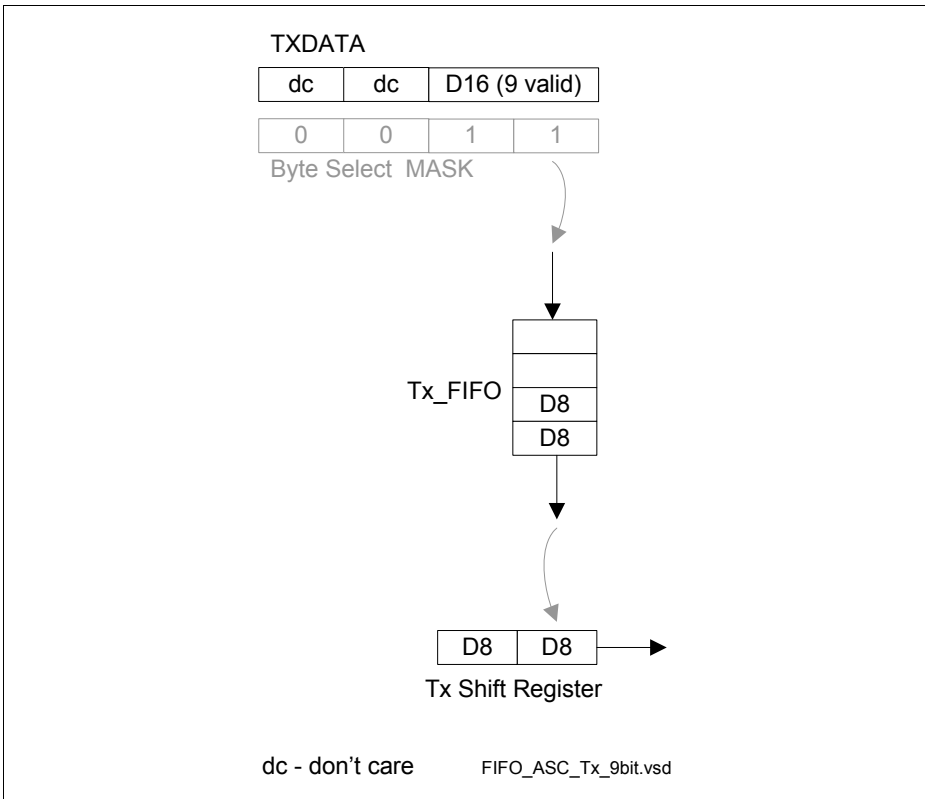 TXDATA
dc dc D16 (9 valid)
0 0 1 1
Byte Select MASK
Tx_FIFO
D8
D8
D8 D8
Tx Shift Register
dc - don't care FIFO_ASC_Tx_9bit.vsd